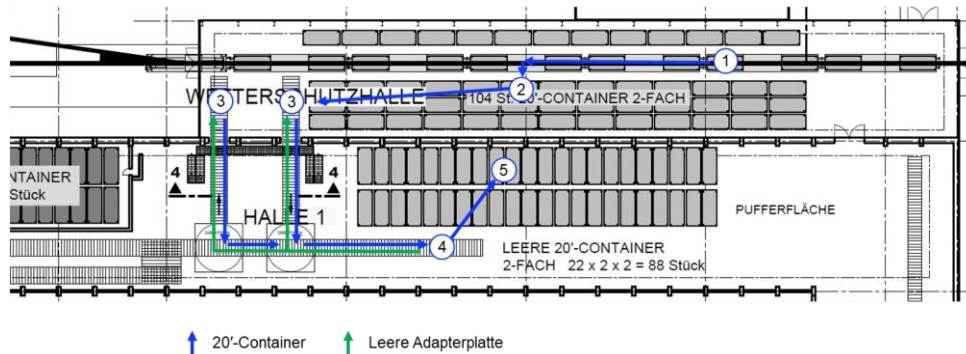 1
2
3
3
WETTERSCHUTZHALLE
104 St. 20'-CONTAINER 2-FACH
5
NTAINER
Stück
4
4
HALLE 1
PUFFERFLÄCHE
4
LEERE 20'-CONTAINER
2-FACH 22 x 2 x 2 = 88 Stück
20'-Container
Leere Adapterplatte